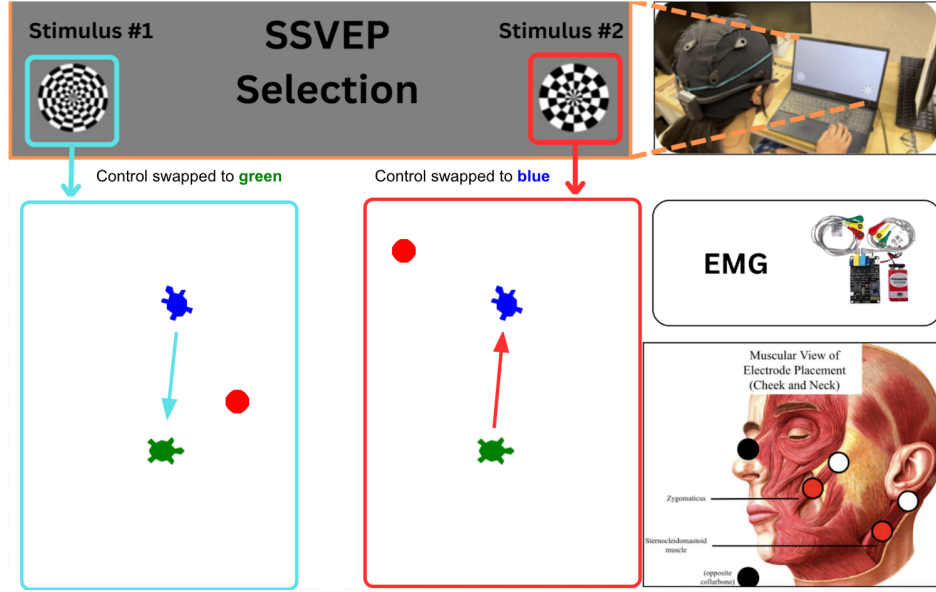 Stimulus #1
SSVEP
Selection
Stimulus #2
Control swapped to green
Control swapped to blue
EMG
Muscular View of
Electrode Placement
(Cheek and Neck)
Zygomaticus
Sternocleidomastoid
muscle
(opposite
collarbone)